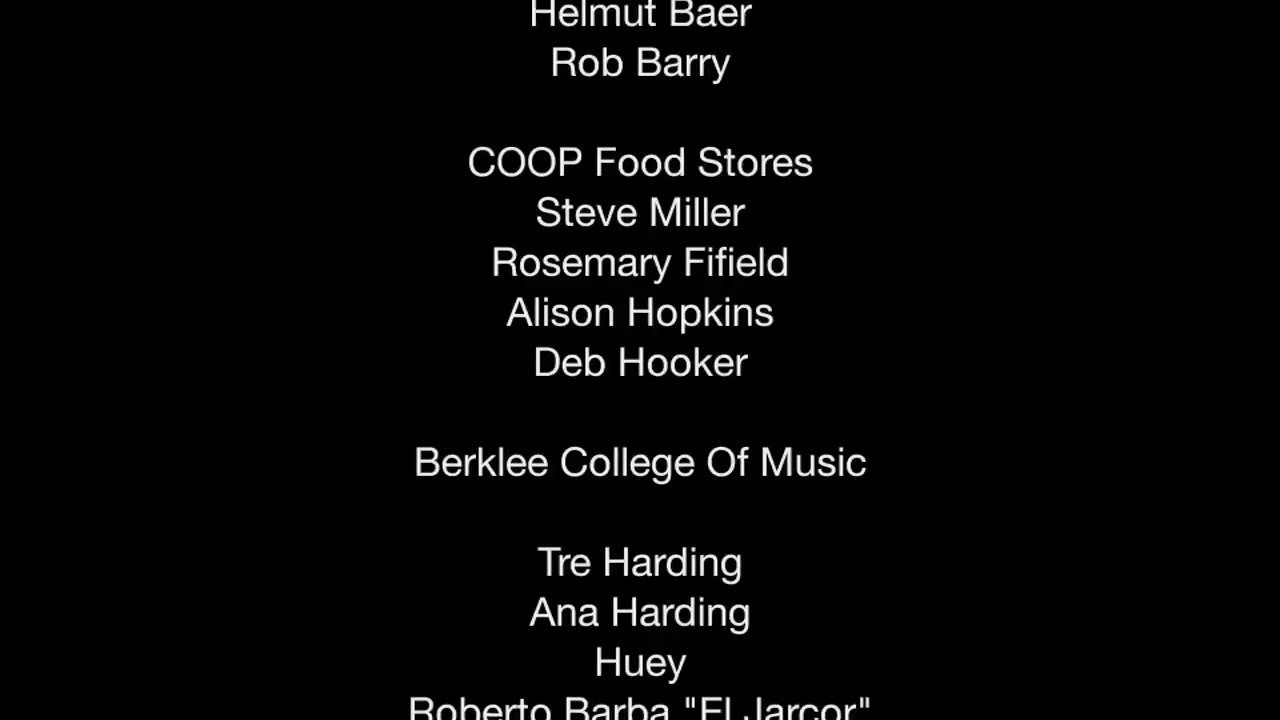 Helmut Baer
Rob Barry
COOP Food Stores
Steve Miller
Rosemary Fifield
Alison Hopkins
Deb Hooker
Berklee College Of Music
Tre Harding
Ana Harding
Huey
Roberto Barba "El Jarcor"